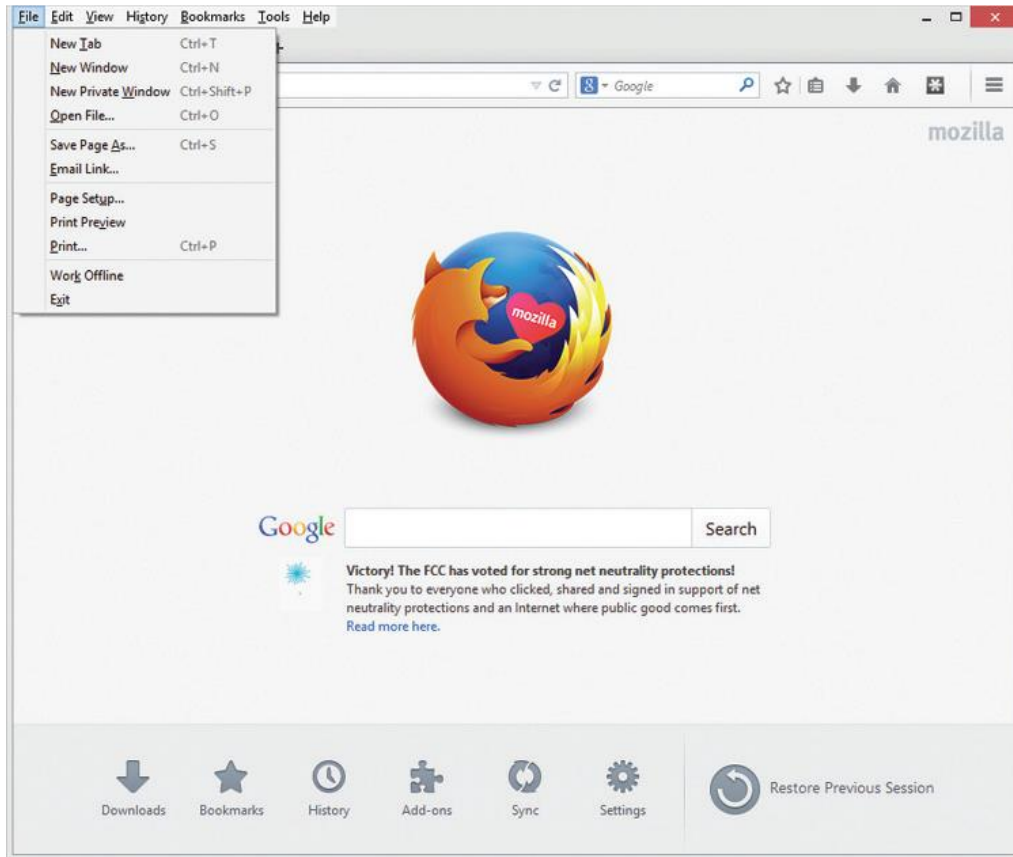 File Edit View History Bookmarks Tools Help
New Tab Ctrl+T
New Window Ctrl+N
New Private Window Ctrl+Shift+P
Open File... Ctrl+O
Save Page As... Ctrl+S
Email Link...
Page Setup...
Print Preview
Print... Ctrl+P
Work Offline
Exit
8 Google
mozilla
mozilla
Google Search
Victory! The FCC has voted for strong net neutrality protections!
Thank you to everyone who clicked, shared and signed in support of net
neutrality protections and an Internet where public good comes first.
Read more here.
Downloads Bookmarks History Add-ons Sync Settings Restore Previous Session